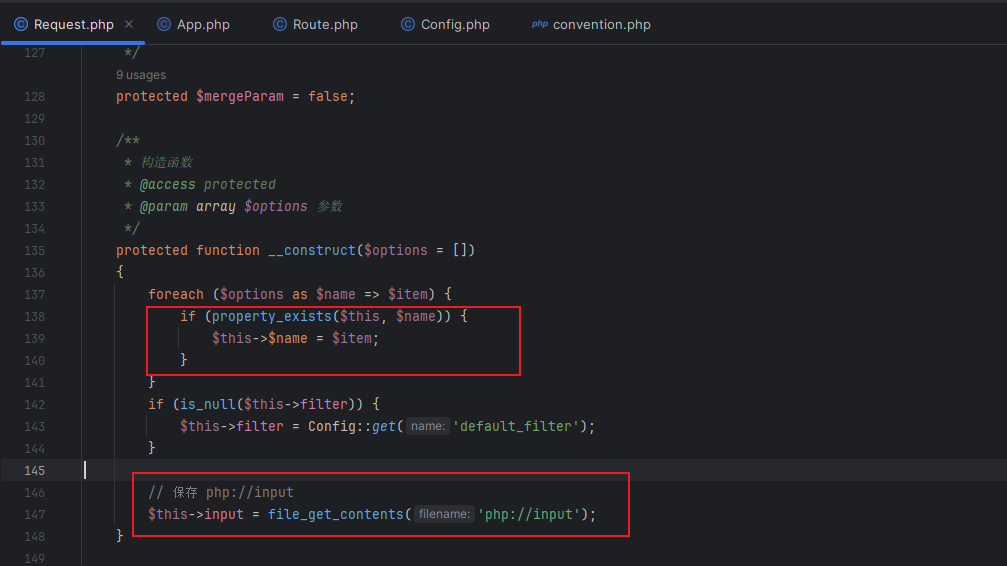 Request.php × App.php Route.php Config.php php convention.php
127 */
9 usages
128 protected $mergeParam = false;
129
130 /**
131 * 构造函数
132 * @access protected
133 * @param array $options 参数
134 */
135 protected function __construct($options = [])
136 {
137 foreach ($options as $name => $item) {
138 if (property_exists($this, $name)) {
139 $this->$name = $item;
140 }
141 }
142 if (is_null($this->filter)) {
143 $this->filter = Config::get( name: 'default_filter');
144 }
145
146 // 保存 php://input
147 $this->input = file_get_contents( filename: 'php://input');
148 }
149